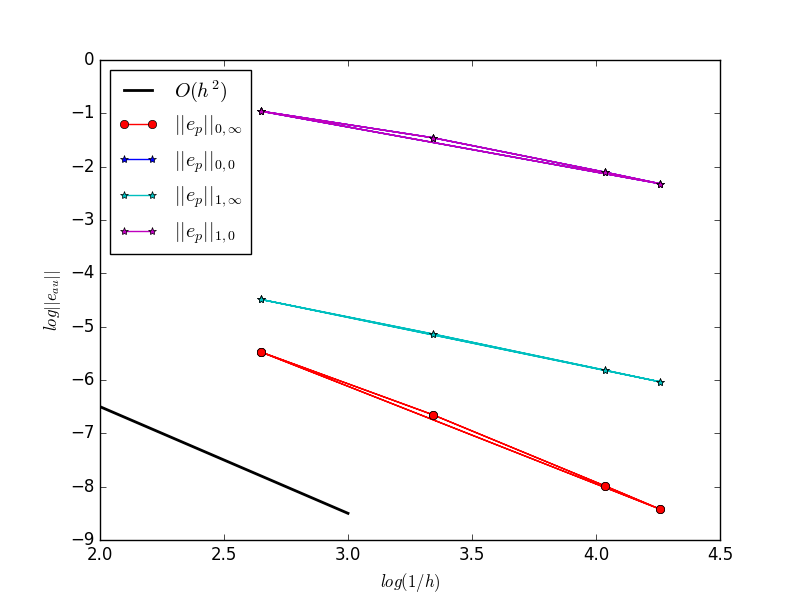 0
−1
−2
−3
−4
−5
−6
−7
−8
−9
log||e_{au}||
O(h^2)
||e_p||_{0,∞}
||e_p||_{0,0}
||e_p||_{1,∞}
||e_p||_{1,0}
2.0 2.5 3.0 3.5 4.0 4.5
log(1/h)